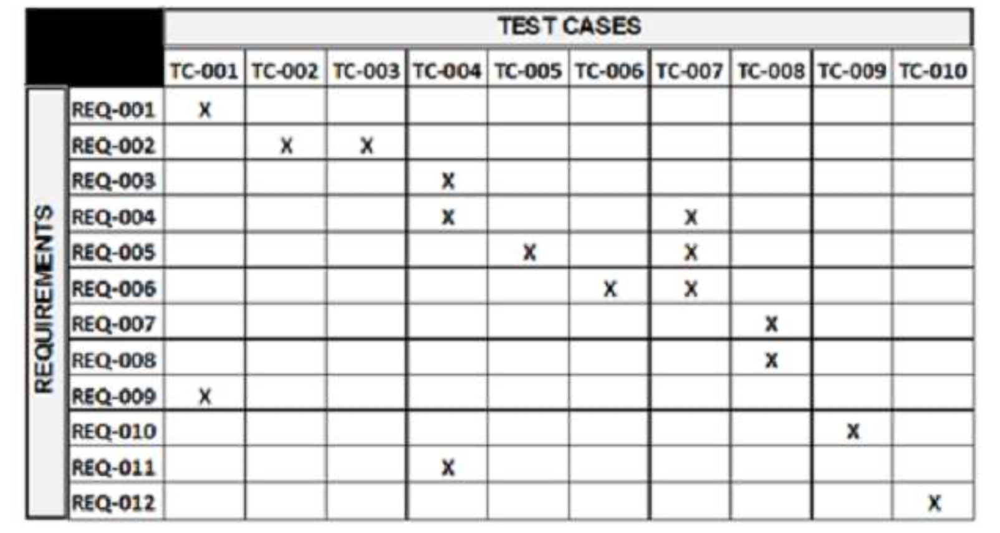 TEST CASES
TC-001 TC-002 TC-003 TC-004 TC-005 TC-006 TC-007 TC-008 TC-009 TC-010
REQUIREMENTS
REQ-001 X
REQ-002 X X
REQ-003 X
REQ-004 X X
REQ-005 X X
REQ-006 X X
REQ-007 X
REQ-008 X
REQ-009 X
REQ-010 X
REQ-011 X
REQ-012 X